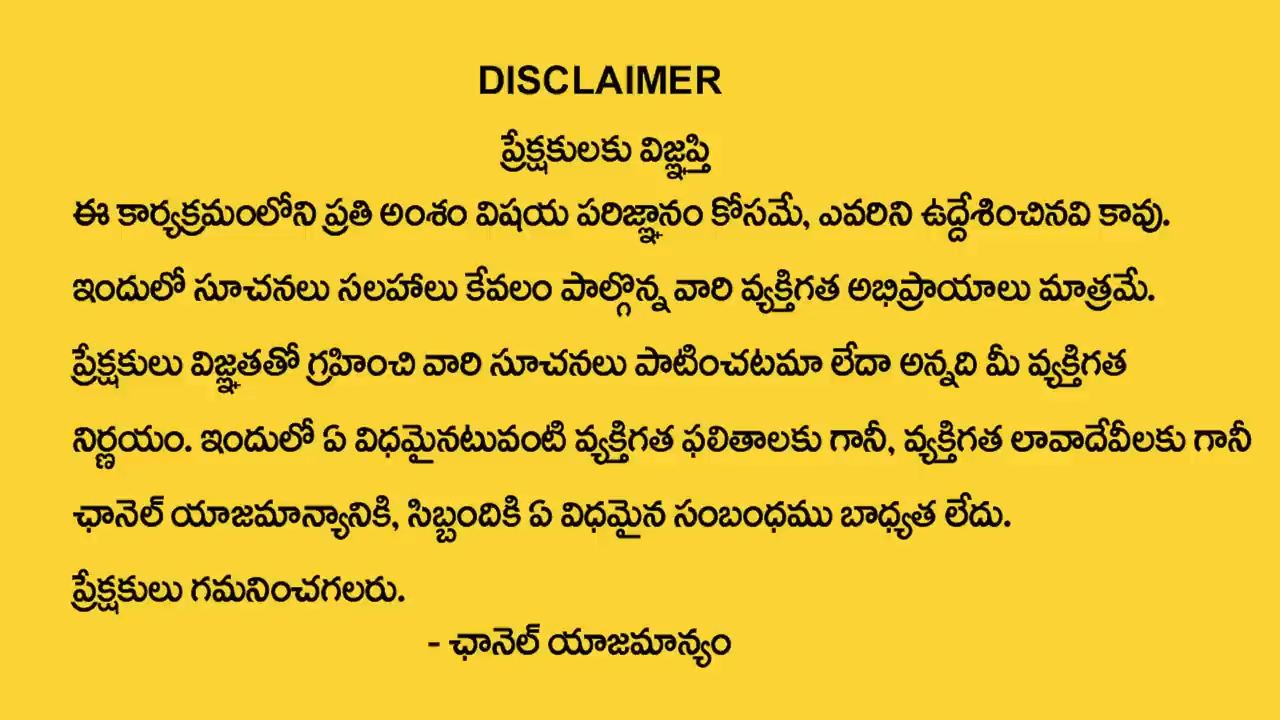 DISCLAIMER
ప్రేక్షకులకు విజ్ఞప్తి
ఈ కార్యక్రమంలోని ప్రతి అంశం విషయ పరిజ్ఞానం కోసమే, ఎవరిని ఉద్దేశించినవి కావు.
ఇందులో సూచనలు సలహాలు కేవలం పాల్గొన్న వారి వ్యక్తిగత అభిప్రాయాలు మాత్రమే.
ప్రేక్షకులు విజ్ఞతతో గ్రహించి వారి సూచనలు పాటించటమా లేదా అన్నది మీ వ్యక్తిగత
నిర్ణయం. ఇందులో ఏ విధమైనటువంటి వ్యక్తిగత ఫలితాలకు గానీ, వ్యక్తిగత లావాదేవీలకు గానీ
ఛానెల్ యాజమాన్యానికి, సిబ్బందికి ఏ విధమైన సంబంధము బాధ్యత లేదు.
ప్రేక్షకులు గమనించగలరు.
- ఛానెల్ యాజమాన్యం